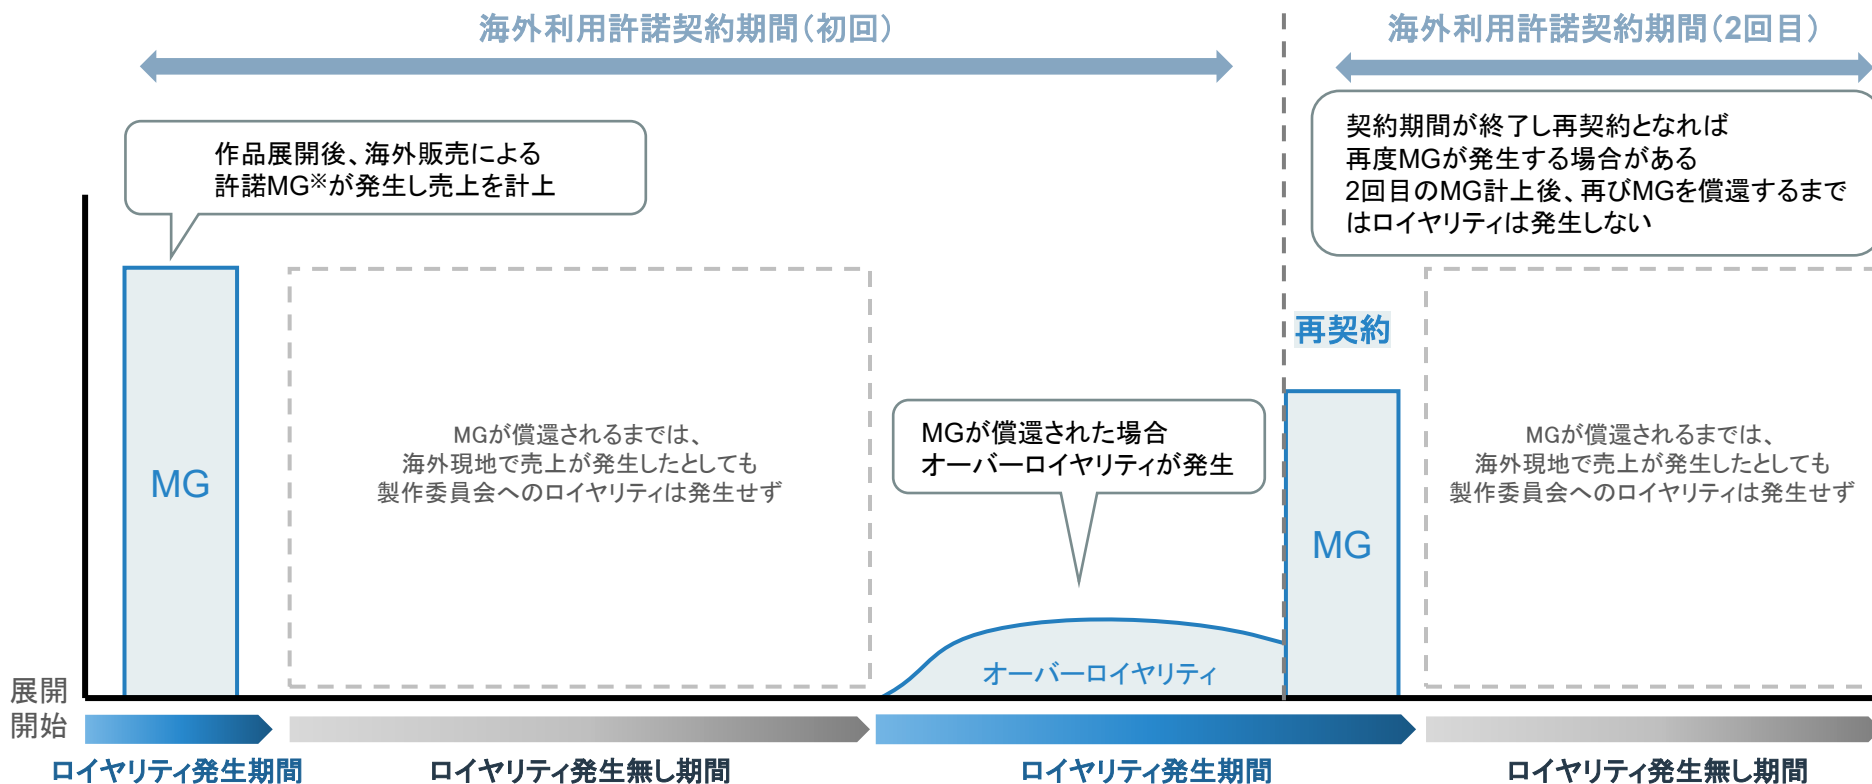 海外利用許諾契約期間（初回）
海外利用許諾契約期間（2回目）
作品展開後、海外販売による
許諾MG※が発生し売上を計上
契約期間が終了し再契約となれば
再度MGが発生する場合がある
2回目のMG計上後、再びMGを償還するまで
はロイヤリティは発生しない
再契約
MG
MGが償還されるまでは、
海外現地で売上が発生したとしても
製作委員会へのロイヤリティは発生せず
MGが償還された場合
オーバーロイヤリティが発生
オーバーロイヤリティ
MG
MGが償還されるまでは、
海外現地で売上が発生したとしても
製作委員会へのロイヤリティは発生せず
展開
開始
ロイヤリティ発生期間
ロイヤリティ発生無し期間
ロイヤリティ発生期間
ロイヤリティ発生無し期間